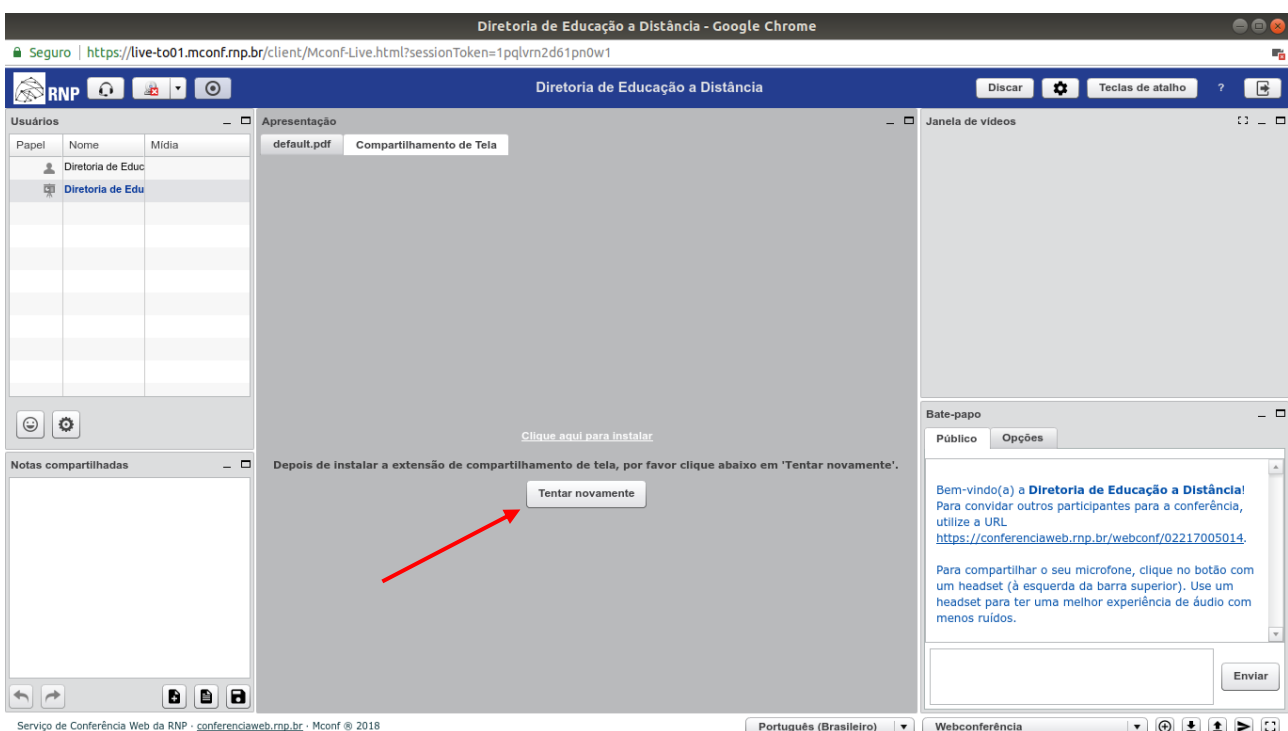 Diretoria de Educação a Distância - Google Chrome
Seguro | https://live-to01.mconf.rnp.br/client/Mconf-Live.html?sessionToken=1pqlvrn2d61pn0w1
RNP
Diretoria de Educação a Distância
Discar
Teclas de atalho
?
Usuários
Papel Nome Mídia
Diretoria de Educ
Diretoria de Edu
Notas compartilhadas
Apresentação
default.pdf Compartilhamento de Tela
Clique aqui para instalar
Depois de instalar a extensão de compartilhamento de tela, por favor clique abaixo em 'Tentar novamente'.
Tentar novamente
Janela de vídeos
Bate-papo
Público Opções
Bem-vindo(a) a Diretoria de Educação a Distância!
Para convidar outros participantes para a conferência,
utilize a URL
https://conferenciaweb.rnp.br/webconf/02217005014.
Para compartilhar o seu microfone, clique no botão com
um headset (à esquerda da barra superior). Use um
headset para ter uma melhor experiência de áudio com
menos ruídos.
Enviar
Serviço de Conferência Web da RNP · conferenciaweb.rnp.br · Mconf ® 2018
Português (Brasileiro)
Webconferência